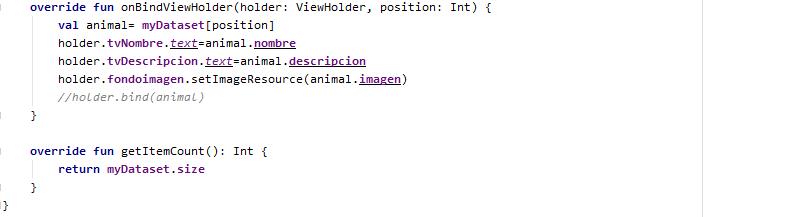 override fun onBindViewHolder(holder: ViewHolder, position: Int) {
val animal= myDataset[position]
holder.tvNombre.text=animal.nombre
holder.tvDescripcion.text=animal.descripcion
holder.fondoimagen.setImageResource(animal.imagen)
//holder.bind(animal)
}
override fun getItemCount(): Int {
return myDataset.size
}
}